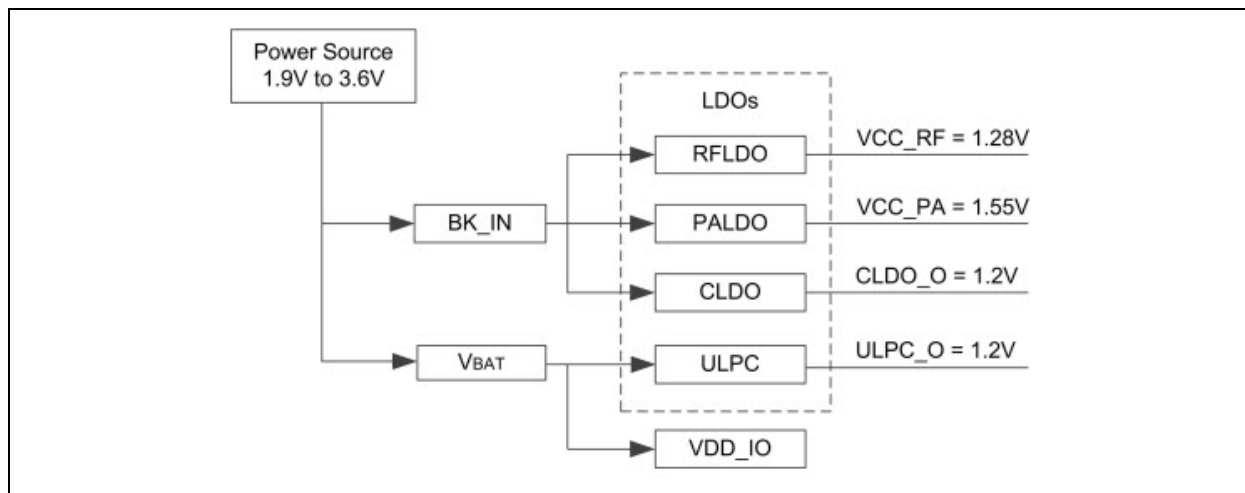 Power Source
1.9V to 3.6V
LDOs
RFLDO
VCC_RF = 1.28V
BK_IN
PALDO
VCC_PA = 1.55V
CLDO
CLDO_O = 1.2V
VBAT
ULPC
ULPC_O = 1.2V
VDD_IO